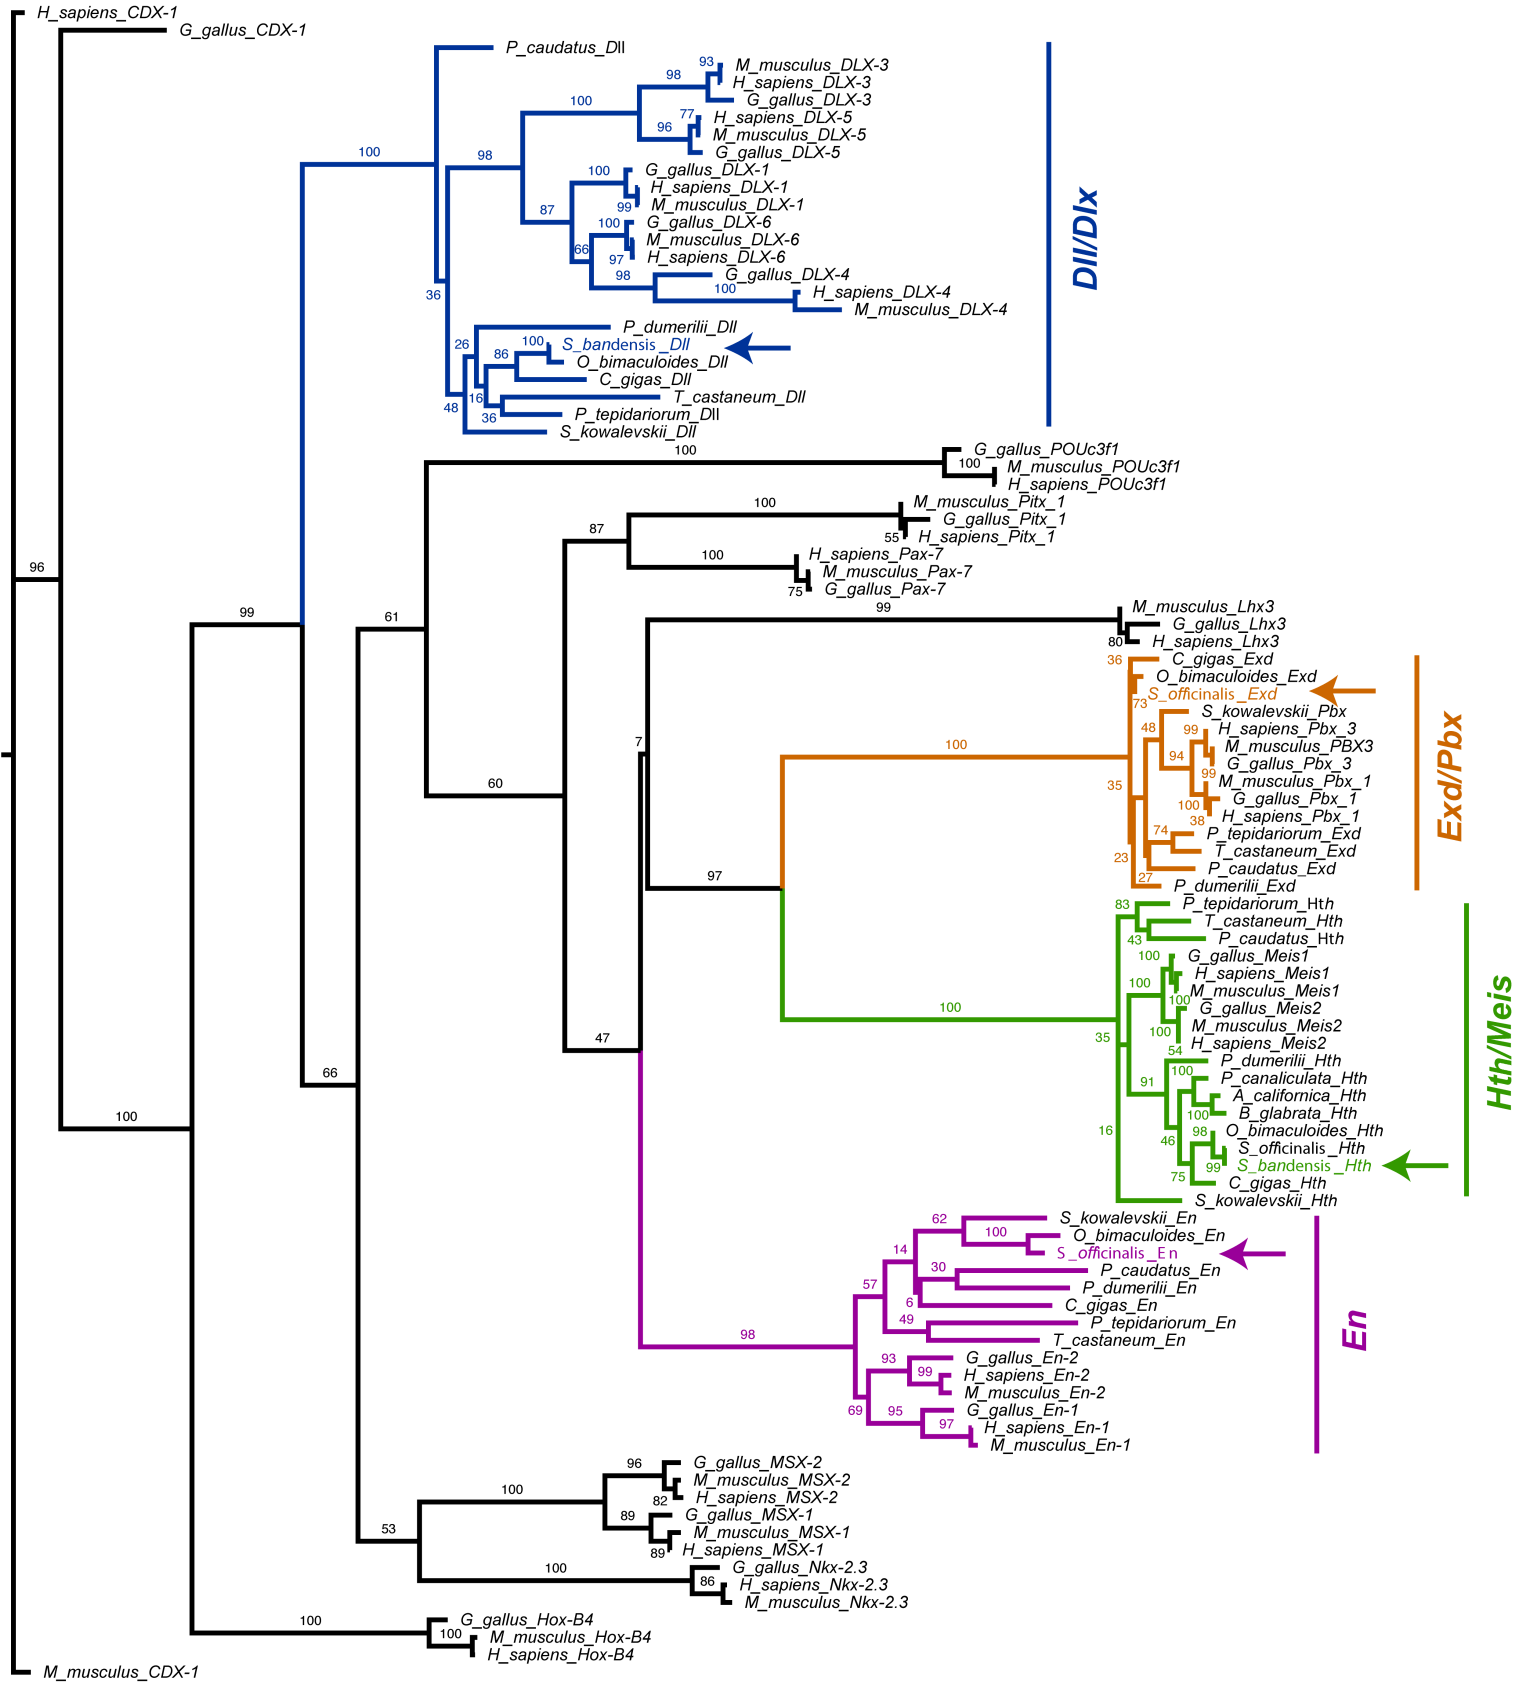 H_sapiens_CDX-1
G_gallus_CDX-1
P_caudatus_Dll
93 M_musculus_DLX-3
98 H_sapiens_DLX-3
G_gallus_DLX-3
100
77 H_sapiens_DLX-5
96 M_musculus_DLX-5
G_gallus_DLX-5
100
98
100 G_gallus_DLX-1
H_sapiens_DLX-1
99 M_musculus_DLX-1
87
100 G_gallus_DLX-6
M_musculus_DLX-6
66
97 H_sapiens_DLX-6
98 G_gallus_DLX-4
100 H_sapiens_DLX-4
36
M_musculus_DLX-4
Dll/Dlx
P_dumerilii_Dll
26 100 S_bandensis_Dll
86 O_bimaculoides_Dll
C_gigas_Dll
16 T_castaneum_Dll
48 36 P_tepidariorum_Dll
S_kowalevskii_Dll
100 G_gallus_POUc3f1
100 M_musculus_POUc3f1
H_sapiens_POUc3f1
100 M_musculus_Pitx_1
G_gallus_Pitx_1
87 55 H_sapiens_Pitx_1
100 H_sapiens_Pax-7
M_musculus_Pax-7
75 G_gallus_Pax-7
96
99 M_musculus_Lhx3
99 61 G_gallus_Lhx3
80 H_sapiens_Lhx3
36 C_gigas_Exd
O_bimaculoides_Exd
73 S_officinalis_Exd
S_kowalevskii_Pbx
48 99 H_sapiens_Pbx_3
7 100 M_musculus_PBX3
94 G_gallus_Pbx_3
99
60 35 M_musculus_Pbx_1
100 G_gallus_Pbx_1
38 H_sapiens_Pbx_1
74 P_tepidariorum_Exd
23 T_castaneum_Exd
27 P_caudatus_Exd
P_dumerilii_Exd
Exd/Pbx
97
83 P_tepidariorum_Hth
T_castaneum_Hth
43 P_caudatus_Hth
100 G_gallus_Meis1
100 H_sapiens_Meis1
100 M_musculus_Meis1
100 G_gallus_Meis2
47 35 100 M_musculus_Meis2
54 H_sapiens_Meis2
P_dumerilii_Hth
66 91 100 P_canaliculata_Hth
A_californica_Hth
100 100 B_glabrata_Hth
16 46 98 O_bimaculoides_Hth
S_officinalis_Hth
75 99 S_bandensis_Hth
C_gigas_Hth
S_kowalevskii_Hth
Hth/Meis
62 S_kowalevskii_En
100 O_bimaculoides_En
14 S_officinalis_En
30 P_caudatus_En
57 P_dumerilii_En
6 C_gigas_En
49 P_tepidariorum_En
98 T_castaneum_En
93 G_gallus_En-2
99 H_sapiens_En-2
M_musculus_En-2
69 95 G_gallus_En-1
97 H_sapiens_En-1
M_musculus_En-1
En
96 G_gallus_MSX-2
M_musculus_MSX-2
100 82 H_sapiens_MSX-2
89 G_gallus_MSX-1
53 M_musculus_MSX-1
89 H_sapiens_MSX-1
100 G_gallus_Nkx-2.3
86 H_sapiens_Nkx-2.3
M_musculus_Nkx-2.3
100 G_gallus_Hox-B4
100 M_musculus_Hox-B4
H_sapiens_Hox-B4
M_musculus_CDX-1